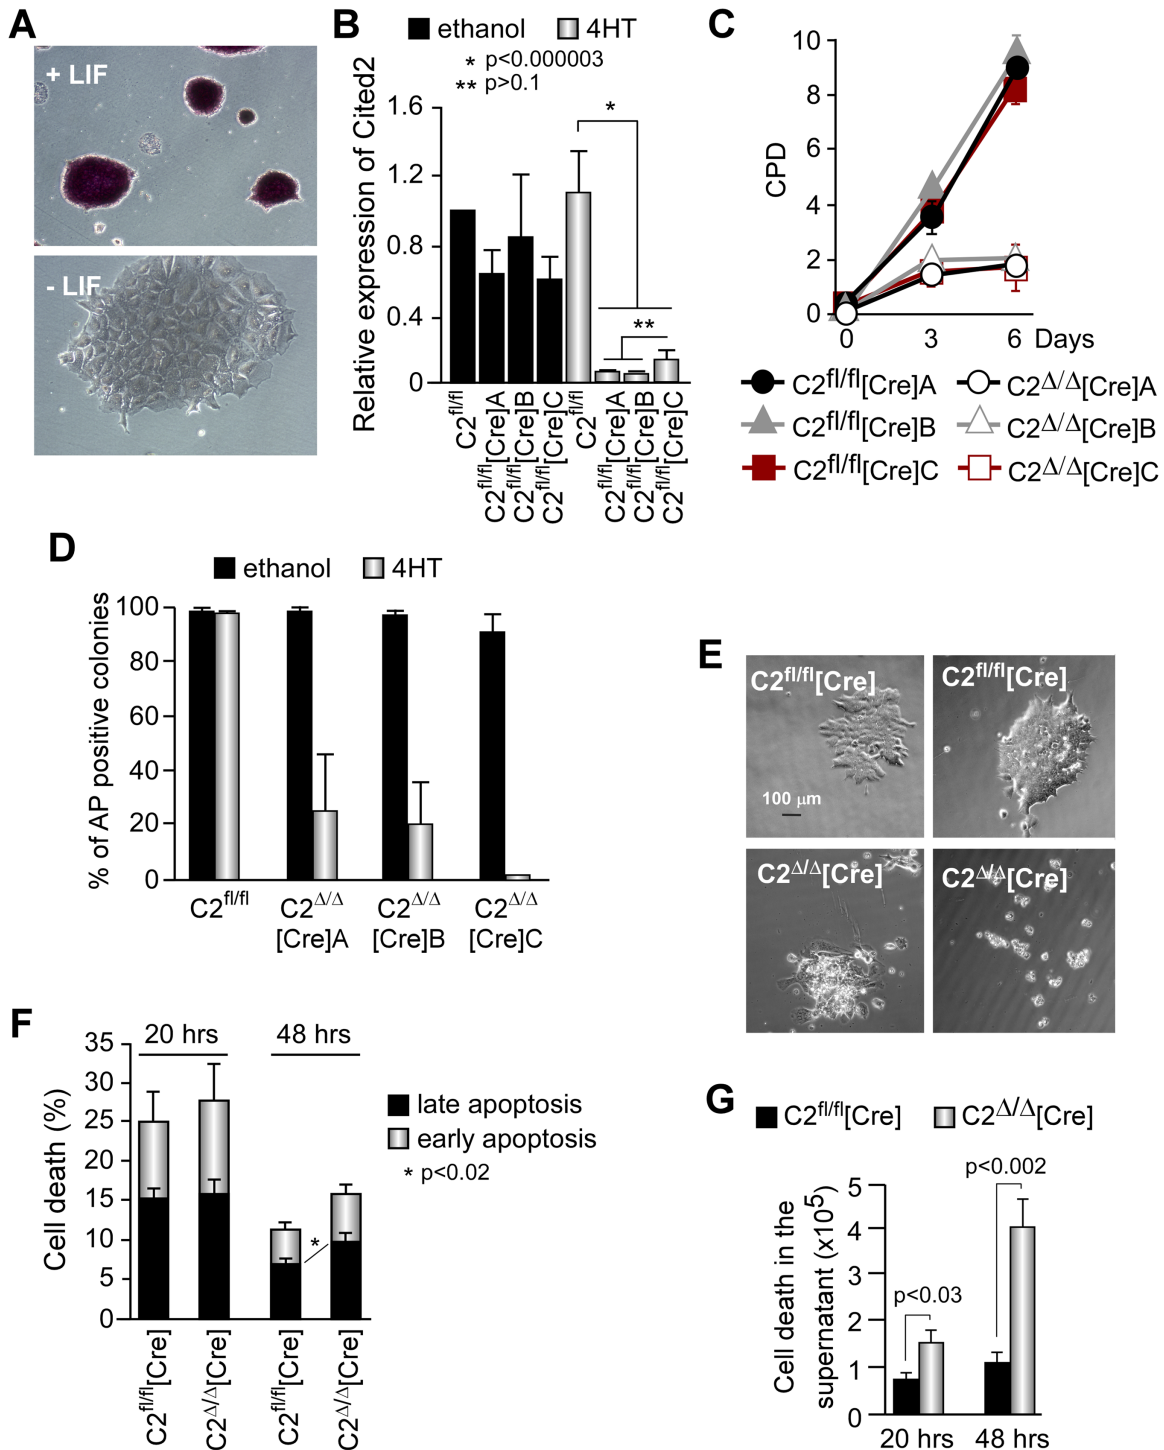 A
+ LIF
- LIF
B
ethanol 4HT
* p<0.000003
** p>0.1
Relative expression of Cited2
1.6
1.2
0.8
0.4
0
*
**
C2fl/fl
C2fl/fl[Cre]A
C2fl/fl[Cre]B
C2fl/fl[Cre]C
C2fl/fl
C2fl/fl[Cre]A
C2fl/fl[Cre]B
C2fl/fl[Cre]C
C
CPD
10
8
6
4
2
0
0 3 6 Days
C2fl/fl[Cre]A C2Δ/Δ[Cre]A
C2fl/fl[Cre]B C2Δ/Δ[Cre]B
C2fl/fl[Cre]C C2Δ/Δ[Cre]C
D
ethanol 4HT
% of AP positive colonies
100
80
60
40
20
0
C2fl/fl C2Δ/Δ C2Δ/Δ C2Δ/Δ
[Cre]A [Cre]B [Cre]C
E
C2fl/fl[Cre] C2fl/fl[Cre]
100 μm
C2Δ/Δ[Cre] C2Δ/Δ[Cre]
F
20 hrs 48 hrs
Cell death (%)
35
30
25
20
15
10
5
0
*
late apoptosis
early apoptosis
* p<0.02
C2fl/fl[Cre]
C2Δ/Δ[Cre]
C2fl/fl[Cre]
C2Δ/Δ[Cre]
G
C2fl/fl[Cre] C2Δ/Δ[Cre]
Cell death in the
supernatant (x105)
5
4
3
2
1
0
p<0.002
p<0.03
20 hrs 48 hrs